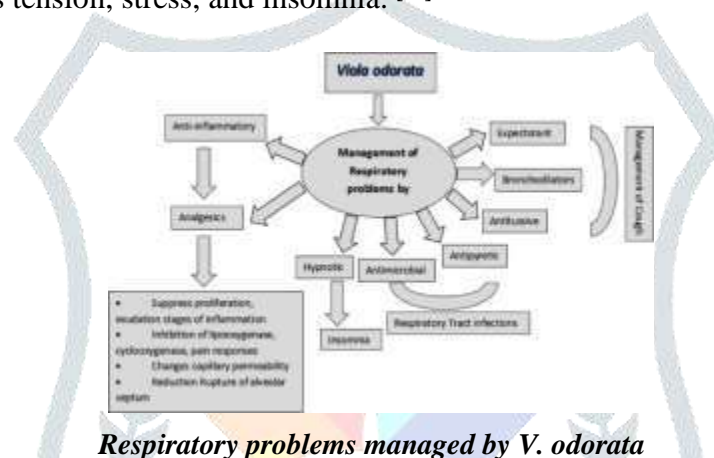 s tension, stress, and insomnia.
Viola odorata
Anti-inflammatory
Management of
Respiratory
problems by
Expectorant
Bronchodilators
Antitussive
Management of Cough
Analgesics
Hypnotic
Antimicrobial
Antipyretic
Insomnia
Respiratory Tract infections
• Suppress proliferation,
exudation stages of inflammation
• Inhibition of lipoxygenase,
cyclooxygenase, pain responses
• Changes capillary permeability
• Reduction Rupture of alveolar
septum
Respiratory problems managed by V. odorata